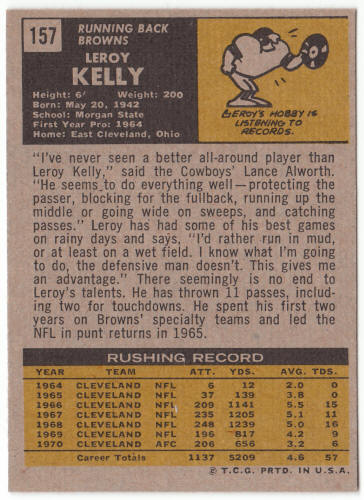 157
RUNNING BACK
BROWNS
LEROY
KELLY
Height: 6' Weight: 200
Born: May 20, 1942
School: Morgan State
First Year Pro: 1964
Home: East Cleveland, Ohio
LEROY'S HOBBY IS
LISTENING TO
RECORDS.
"I've never seen a better all-around player than
Leroy Kelly," said the Cowboys' Lance Alworth.
"He seems to do everything well—protecting the
passer, blocking for the fullback, running up the
middle or going wide on sweeps, and catching
passes." Leroy has had some of his best games
on rainy days and says, "I'd rather run in mud,
or at least on a wet field. I know what I'm going
to do, the defensive man doesn't. This gives me
an advantage." There seemingly is no end to
Leroy's talents. He has thrown 11 passes, includ-
ing two for touchdowns. He spent his first two
years on Browns' specialty teams and led the
NFL in punt returns in 1965.
RUSHING RECORD
YEAR TEAM ATT. YDS. AVG. TDS.
1964 CLEVELAND NFL 6 12 2.0 0
1965 CLEVELAND NFL 37 139 3.8 0
1966 CLEVELAND NFL 209 1141 5.5 15
1967 CLEVELAND NFL 235 1205 5.1 11
1968 CLEVELAND NFL 248 1239 5.0 16
1969 CLEVELAND NFL 196 817 4.2 9
1970 CLEVELAND AFC 206 656 3.2 6
Career Totals 1137 5209 4.6 57
© T.C.G. PRTD. IN U.S.A.